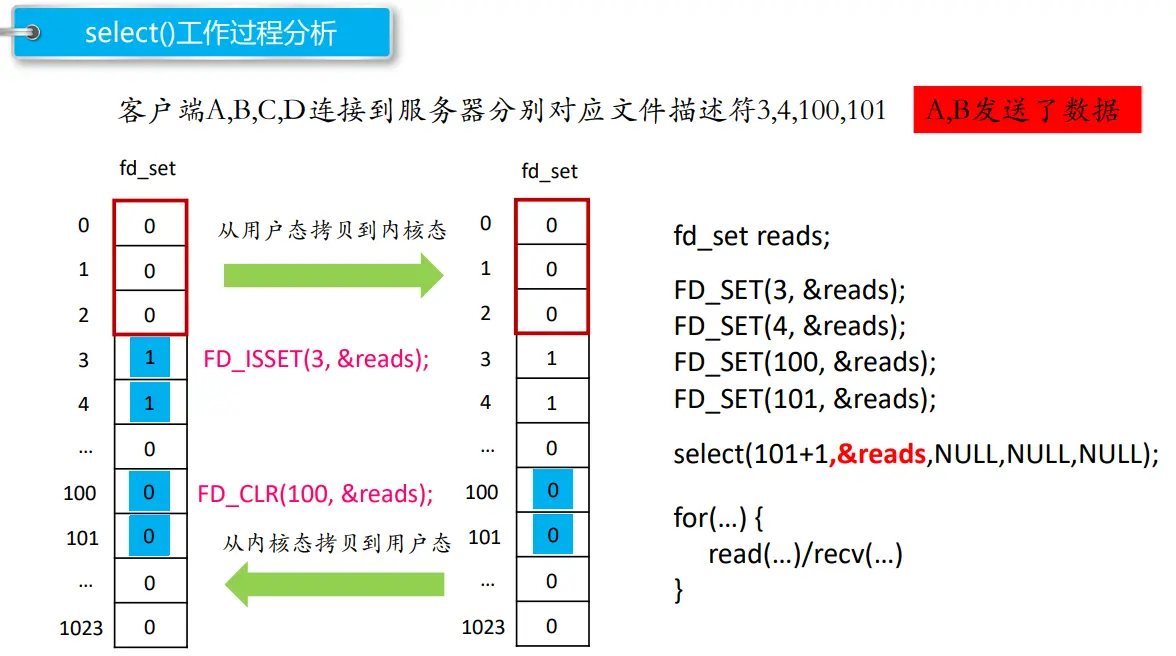 select()工作过程分析
客户端A,B,C,D连接到服务器分别对应文件描述符3,4,100,101
A,B发送了数据
fd_set
0 0
1 0
2 0
3 1
4 1
... 0
100 0
101 0
... 0
1023 0
从用户态拷贝到内核态
FD_ISSET(3, &reads);
FD_CLR(100, &reads);
从内核态拷贝到用户态
fd_set
0 0
1 0
2 0
3 1
4 1
... 0
100 0
101 0
... 0
1023 0
fd_set reads;
FD_SET(3, &reads);
FD_SET(4, &reads);
FD_SET(100, &reads);
FD_SET(101, &reads);
select(101+1,&reads,NULL,NULL,NULL);
for(...) {
read(...)/recv(...)
}